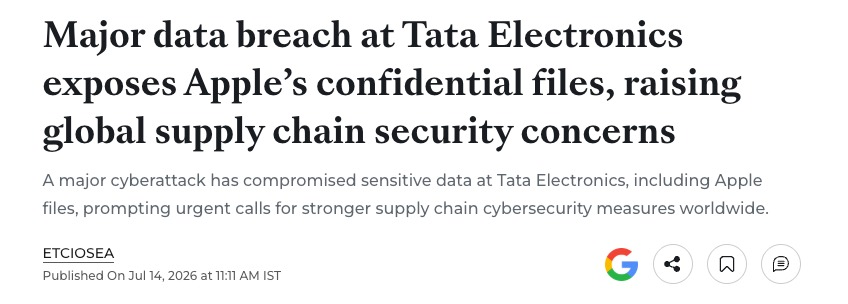 Major data breach at Tata Electronics
exposes Apple’s confidential files, raising
global supply chain security concerns
A major cyberattack has compromised sensitive data at Tata Electronics, including Apple
files, prompting urgent calls for stronger supply chain cybersecurity measures worldwide.
ETCIOSEA
Published On Jul 14, 2026 at 11:11 AM IST